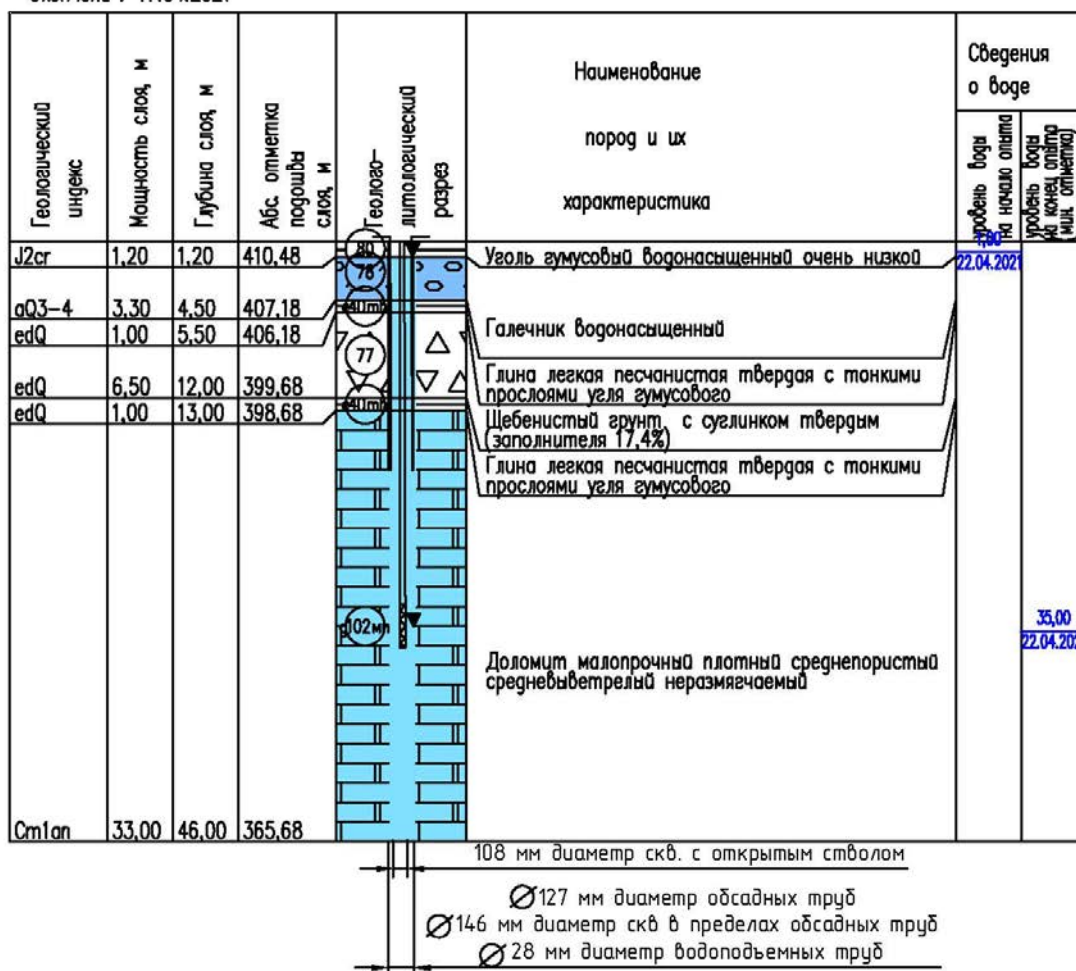 Геологический
индекс
Мощность слоя, м
Глубина слоя, м
Абс. отметка
подошвы
слоя, м
Геолого-
литологический
разрез
Наименование
пород и их
характеристика
Сведения
о воде
уровень воды
на начало опыта
уровень воды
на конец опыта
(мин. отметка)
J2cr 1,20 1,20 410,48
80
Уголь гумусовый водонасыщенный очень низкой
1,80
22.04.2021
78
aQ3-4 3,30 4,50 407,18
Галечник водонасыщенный
edQ 1,00 5,50 406,18
77
Глина легкая песчанистая твердая с тонкими
прослоями угля гумусового
edQ 6,50 12,00 399,68
Щебенистый грунт, с суглинком твердым
(заполнителя 17,4%)
edQ 1,00 13,00 398,68
Глина легкая песчанистая твердая с тонкими
прослоями угля гумусового
35,00
22.04.202
Доломит малопрочный плотный среднепористый
средневыветрелый неразмягчаемый
Cm1an 33,00 46,00 365,68
108 мм диаметр скв. с открытым стволом
∅127 мм диаметр обсадных труб
∅146 мм диаметр скв в пределах обсадных труб
∅28 мм диаметр водоподъемных труб